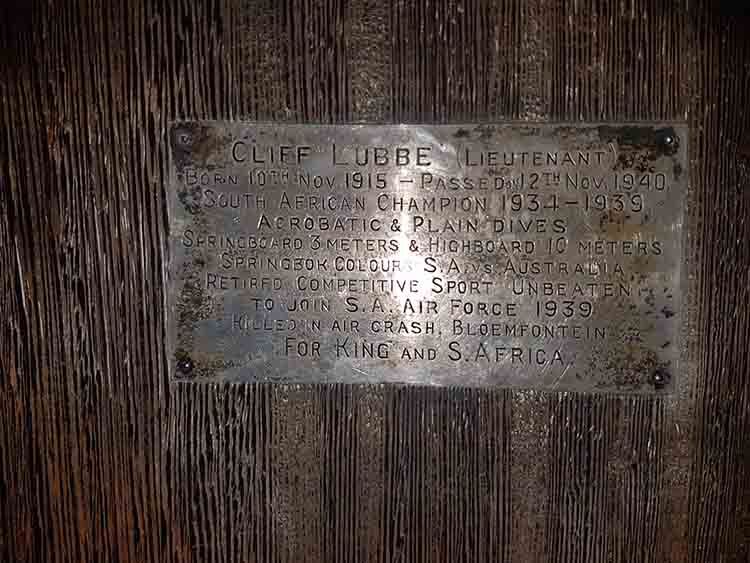 CLIFF LUBBE (LIEUTENANT)
BORN 10TH NOV 1915 – PASSED 12TH NOV. 1940
SOUTH AFRICAN CHAMPION 1934–1939
ACROBATIC & PLAIN DIVES
SPRINGBOARD 3 METERS & HIGHBOARD 10 METERS
SPRINGBOK COLOURS S.A. VS AUSTRALIA
RETIRED COMPETITIVE SPORT UNBEATEN
TO JOIN S.A. AIR FORCE 1939
KILLED IN AIR CRASH, BLOEMFONTEIN
FOR KING AND S. AFRICA.